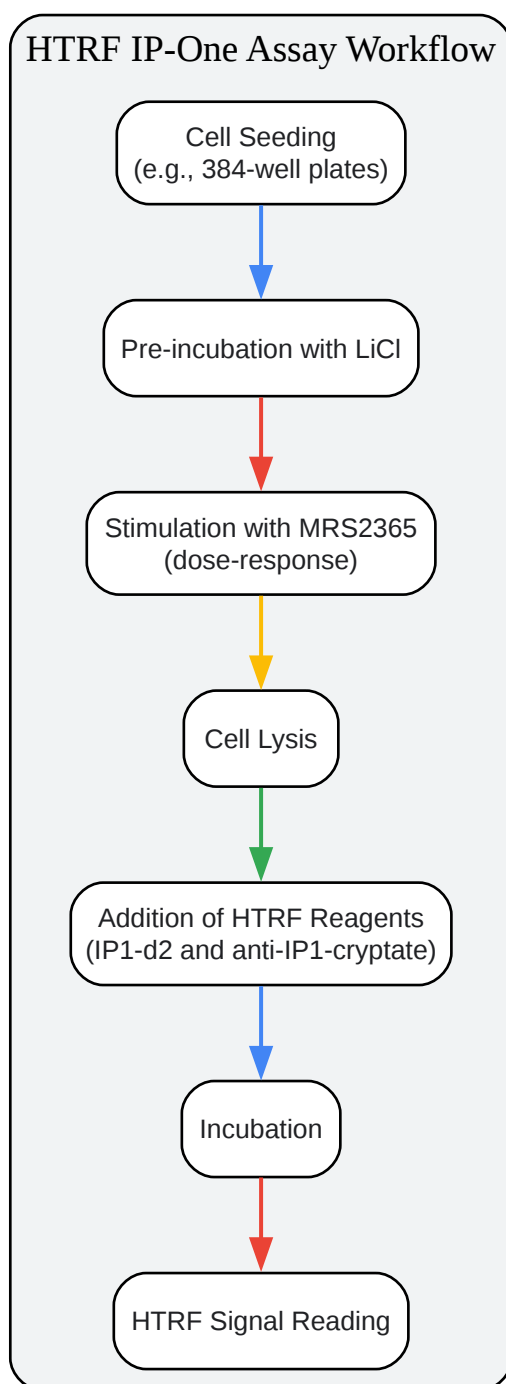 HTRF IP-One Assay Workflow
Cell Seeding
(e.g., 384-well plates)
Pre-incubation with LiCl
Stimulation with MRS2365
(dose-response)
Cell Lysis
Addition of HTRF Reagents
(IP1-d2 and anti-IP1-cryptate)
Incubation
HTRF Signal Reading